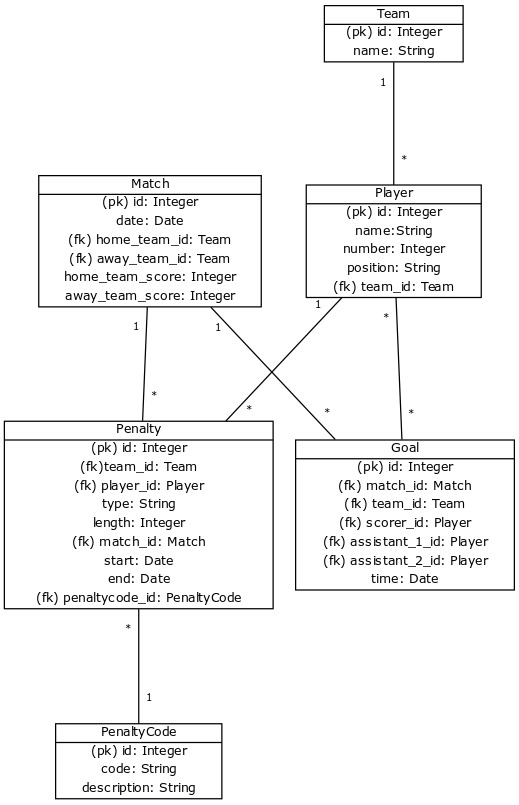 Team
(pk) id: Integer
name: String
1
*
Match
(pk) id: Integer
date: Date
(fk) home_team_id: Team
(fk) away_team_id: Team
home_team_score: Integer
away_team_score: Integer
Player
(pk) id: Integer
name:String
number: Integer
position: String
(fk) team_id: Team
1
1
1
*
*
*
*
*
Penalty
(pk) id: Integer
(fk)team_id: Team
(fk) player_id: Player
type: String
length: Integer
(fk) match_id: Match
start: Date
end: Date
(fk) penaltycode_id: PenaltyCode
Goal
(pk) id: Integer
(fk) match_id: Match
(fk) team_id: Team
(fk) scorer_id: Player
(fk) assistant_1_id: Player
(fk) assistant_2_id: Player
time: Date
*
1
PenaltyCode
(pk) id: Integer
code: String
description: String